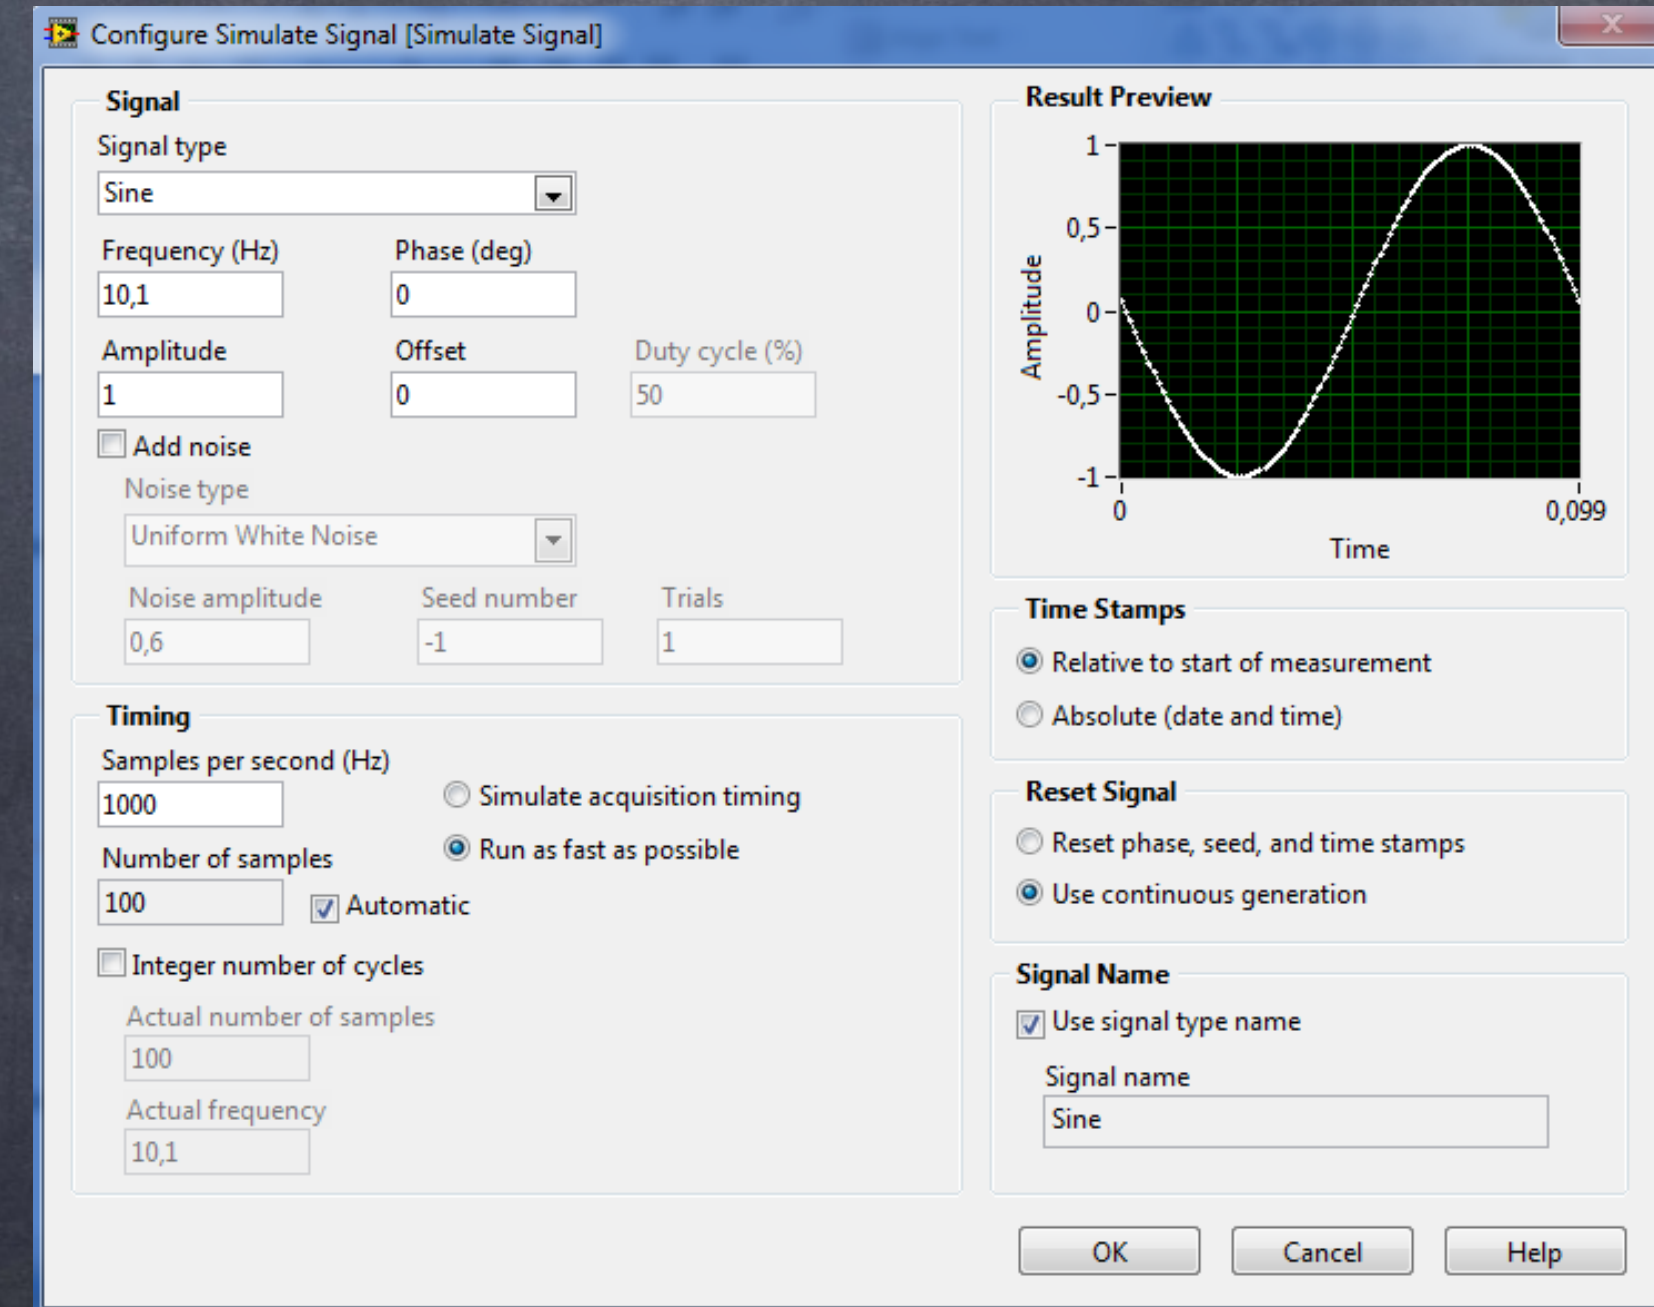 Configure Simulate Signal [Simulate Signal]
Signal
Signal type
Sine
Frequency (Hz)
Phase (deg)
10,1
0
Amplitude
Offset
Duty cycle (%)
1
0
50
Add noise
Noise type
Uniform White Noise
Noise amplitude
Seed number
Trials
0,6
-1
1
Timing
Samples per second (Hz)
1000
Simulate acquisition timing
Run as fast as possible
Number of samples
100
Automatic
Integer number of cycles
Actual number of samples
100
Actual frequency
10,1
Result Preview
Amplitude
1
0,5
0
-0,5
-1
0
0,099
Time
Time Stamps
Relative to start of measurement
Absolute (date and time)
Reset Signal
Reset phase, seed, and time stamps
Use continuous generation
Signal Name
Use signal type name
Signal name
Sine
OK
Cancel
Help